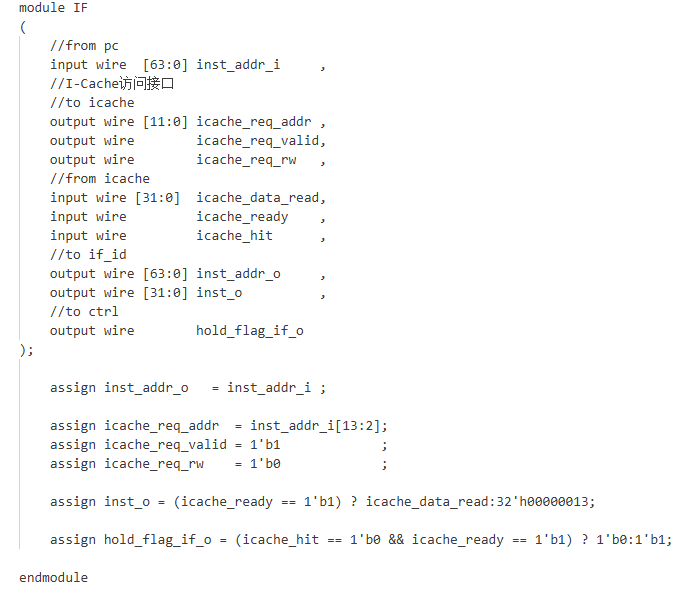 module IF
(
    //from pc
    input wire  [63:0] inst_addr_i     ,
    //I-Cache访问接口
    //to icache
    output wire [11:0] icache_req_addr ,
    output wire        icache_req_valid,
    output wire        icache_req_rw   ,
    //from icache
    input wire [31:0]  icache_data_read,
    input wire         icache_ready    ,
    input wire         icache_hit      ,
    //to if_id
    output wire [63:0] inst_addr_o     ,
    output wire [31:0] inst_o          ,
    //to ctrl
    output wire        hold_flag_if_o
);
    assign inst_addr_o   = inst_addr_i ;
    assign icache_req_addr  = inst_addr_i[13:2];
    assign icache_req_valid = 1'b1             ;
    assign icache_req_rw    = 1'b0             ;
    assign inst_o = (icache_ready == 1'b1) ? icache_data_read:32'h00000013;
    assign hold_flag_if_o = (icache_hit == 1'b0 && icache_ready == 1'b1) ? 1'b0:1'b1;
endmodule